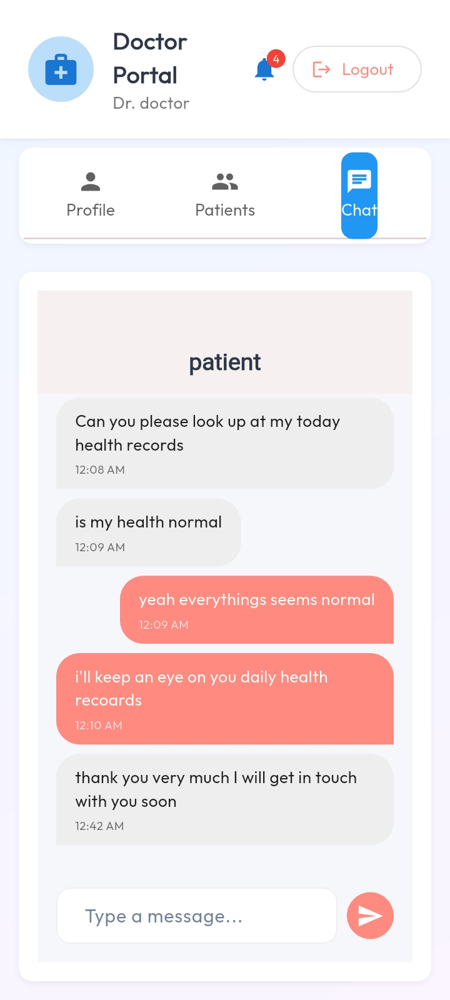 Doctor
Portal
Dr. doctor
4
Logout
Profile
Patients
Chat
patient
Can you please look up at my today
health records
12:08 AM
is my health normal
12:09 AM
yeah everythings seems normal
12:09 AM
i'll keep an eye on you daily health
recoards
12:10 AM
thank you very much I will get in touch
with you soon
12:42 AM
Type a message...